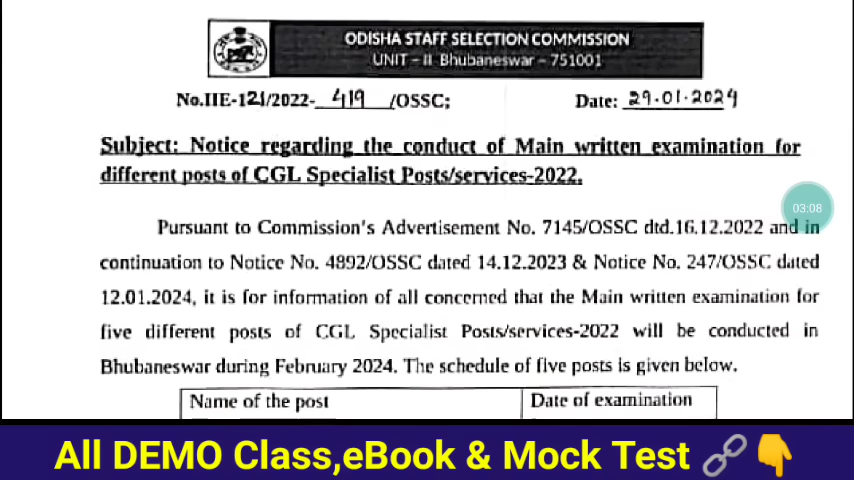 ODISHA STAFF SELECTION COMMISSION
UNIT – II Bhubaneswar – 751001
No.IIE-121/2022- 419 /OSSC; Date: 29.01.2024
Subject: Notice regarding the conduct of Main written examination for
different posts of CGL Specialist Posts/services-2022.
03:08
Pursuant to Commission's Advertisement No. 7145/OSSC dtd.16.12.2022 and in
continuation to Notice No. 4892/OSSC dated 14.12.2023 & Notice No. 247/OSSC dated
12.01.2024, it is for information of all concerned that the Main written examination for
five different posts of CGL Specialist Posts/services-2022 will be conducted in
Bhubaneswar during February 2024. The schedule of five posts is given below.
Name of the post Date of examination
All DEMO Class,eBook & Mock Test 🔗👇